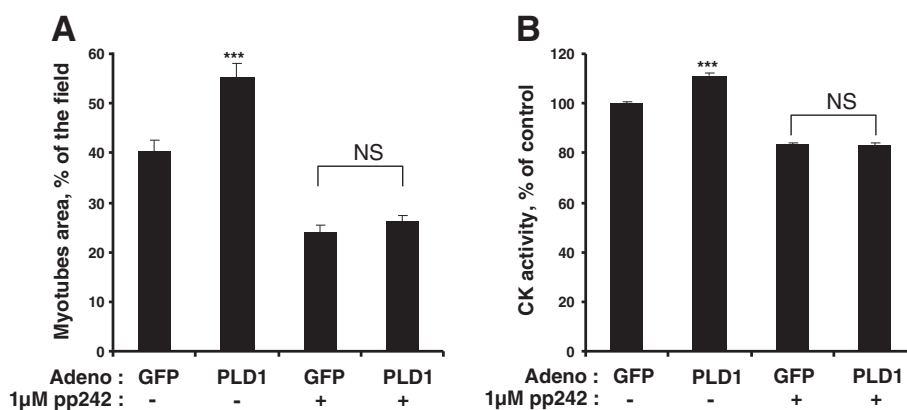 A
Myotubes area, % of the field
60
50
40
30
20
10
0
***
NS
Adeno : GFP PLD1 GFP PLD1
1µM pp242 : - - + +
B
CK activity, % of control
120
100
80
60
40
20
0
***
NS
Adeno : GFP PLD1 GFP PLD1
1µM pp242 : - - + +